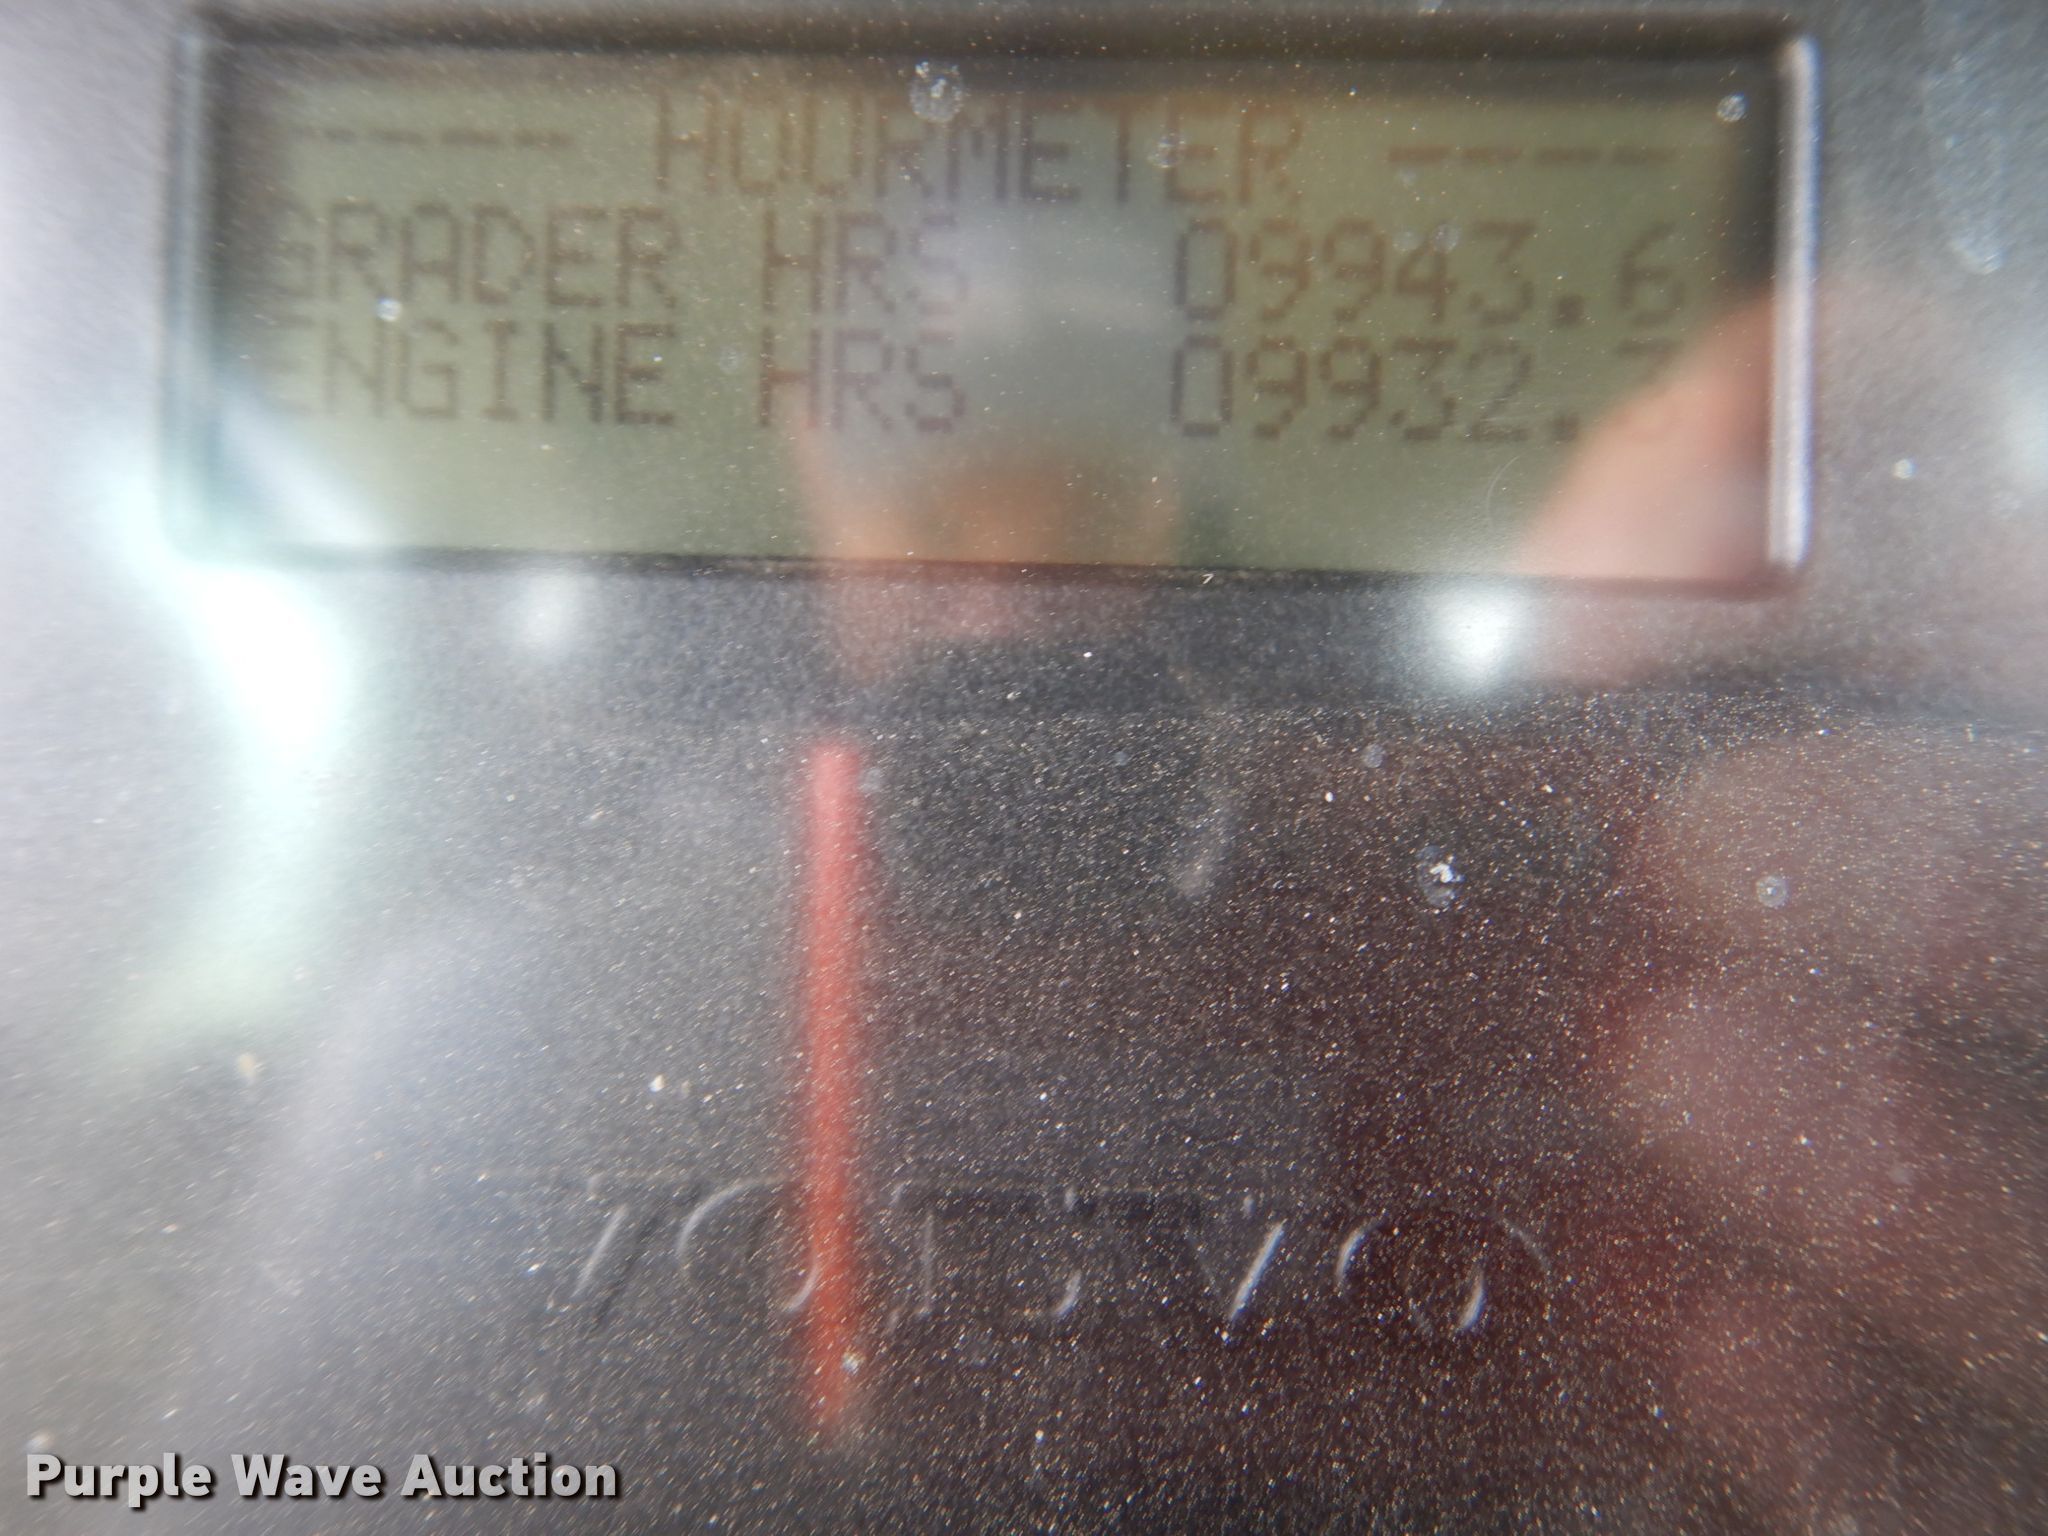 ---- HOURMETER ----
GRADER HRS 09943.6
ENGINE HRS 09932.
VOLVO
Purple Wave Auction